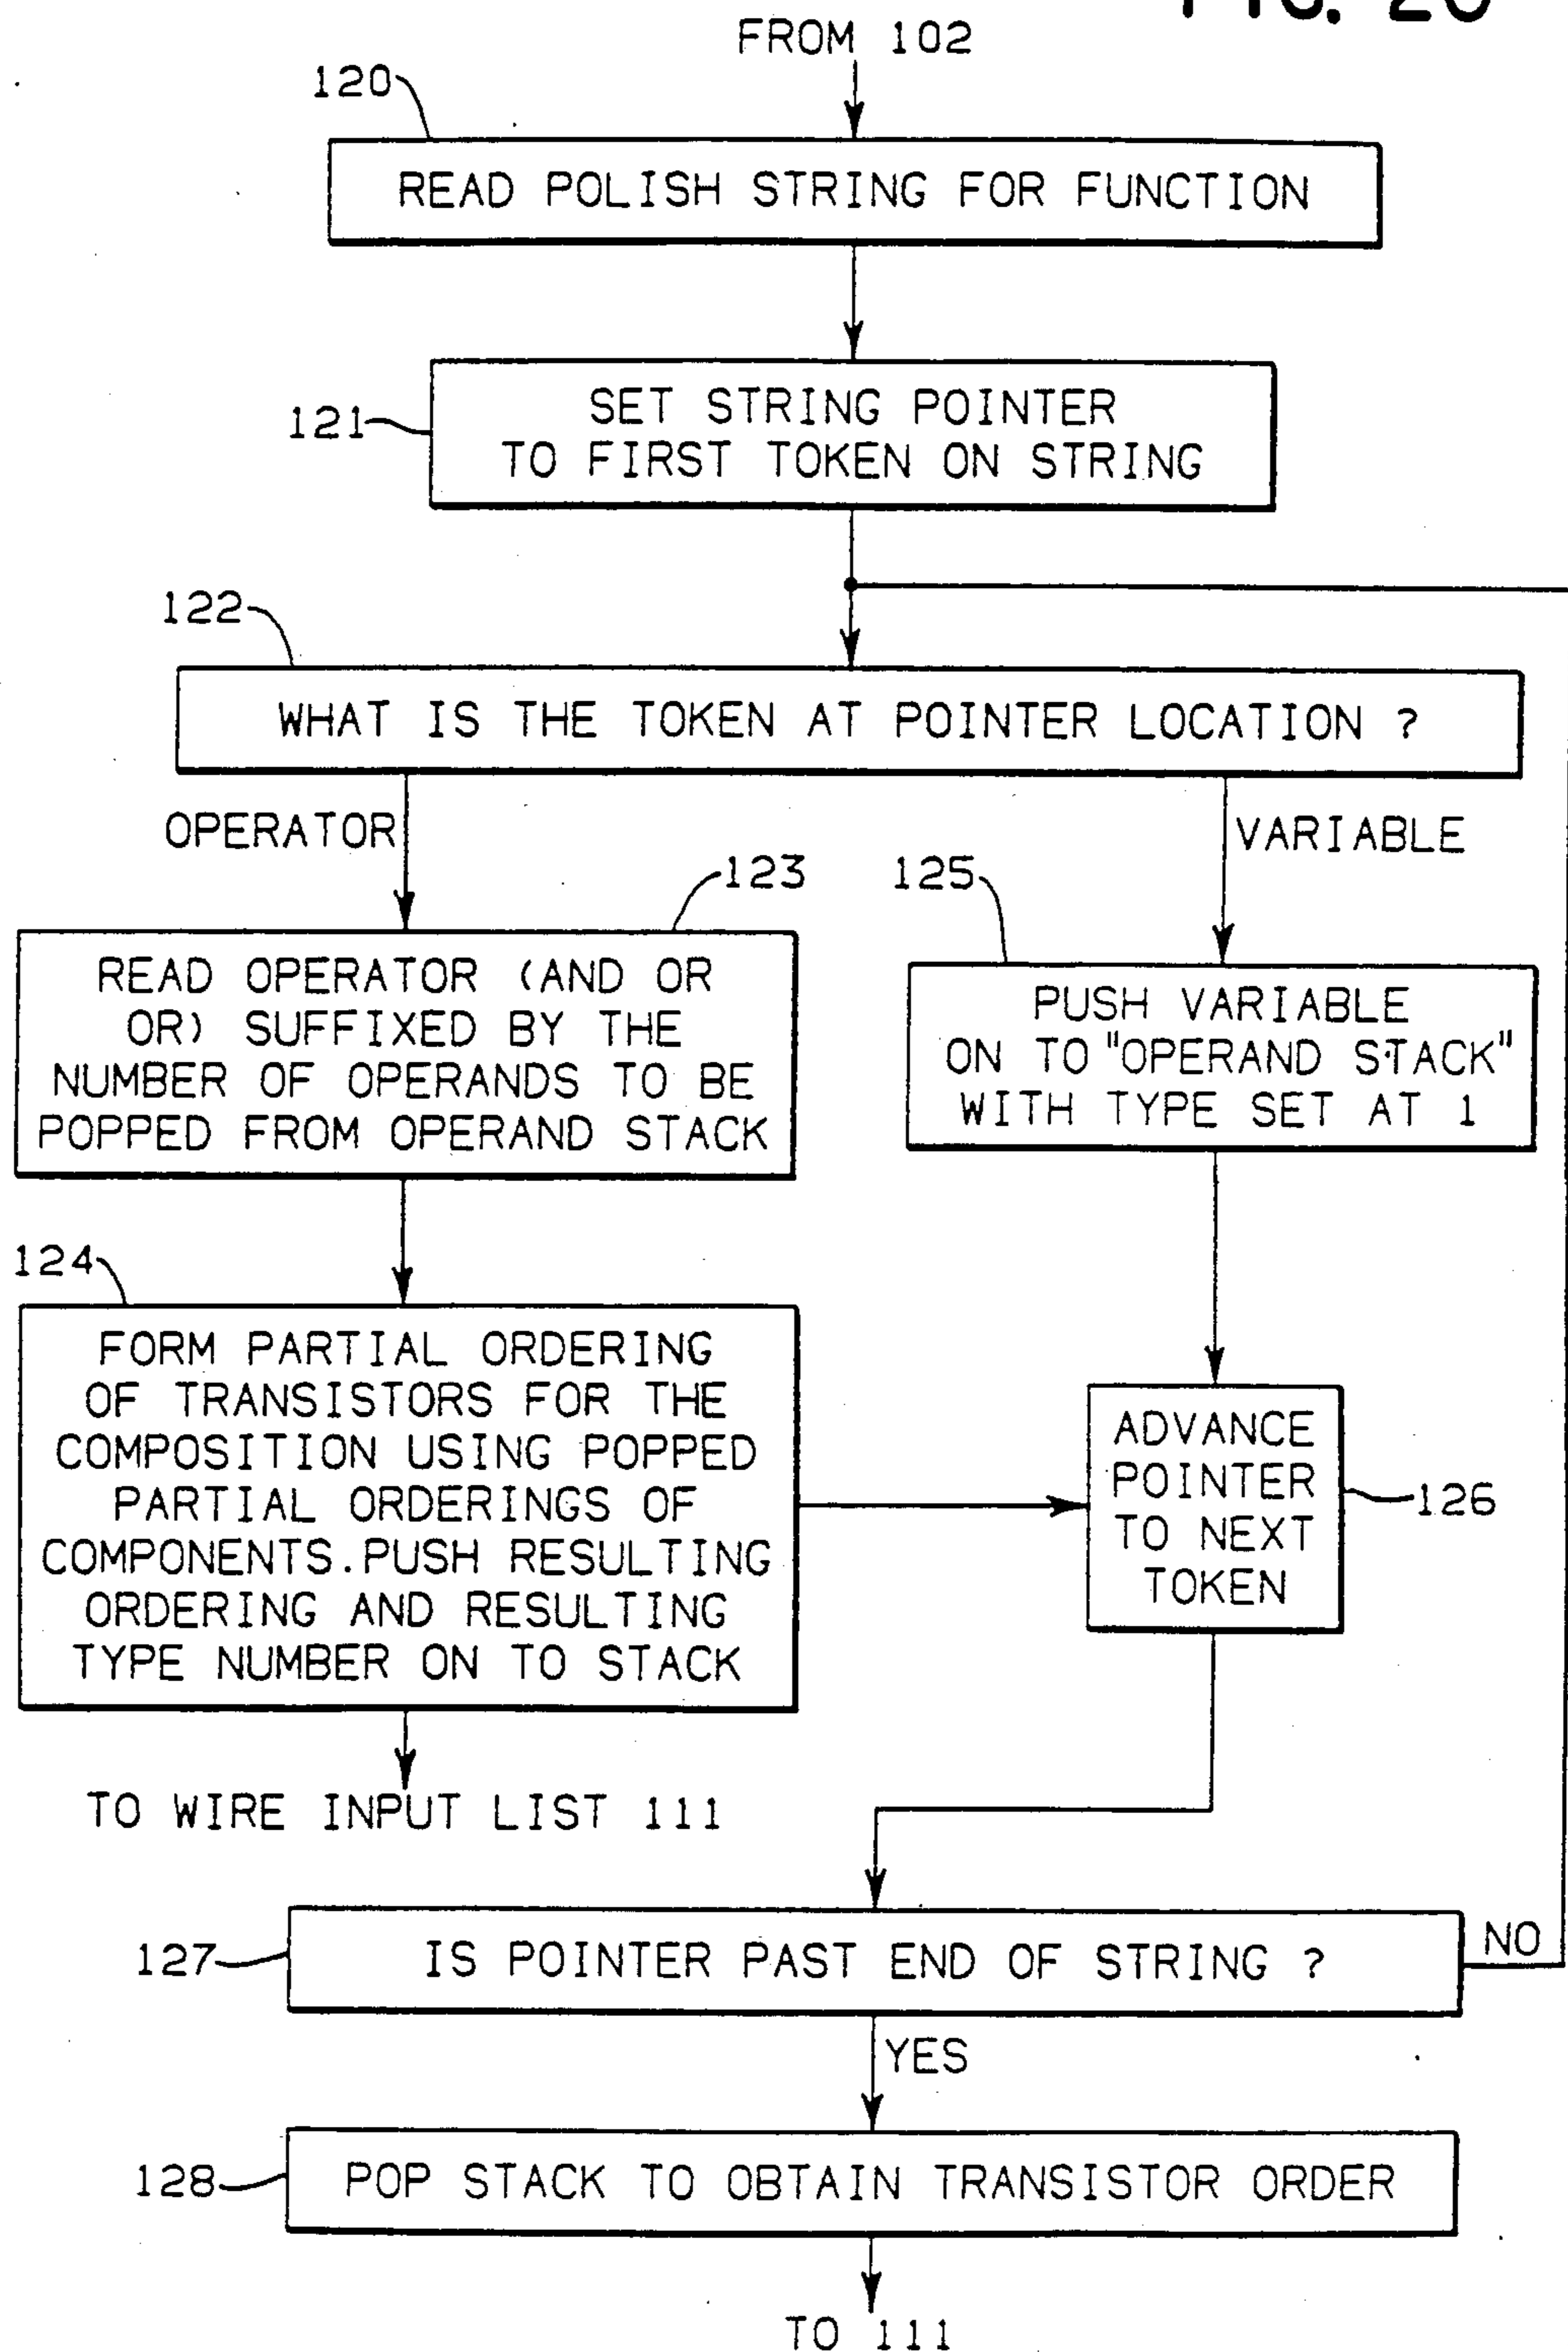 FROM 102
120
READ POLISH STRING FOR FUNCTION
121
SET STRING POINTER
TO FIRST TOKEN ON STRING
122
WHAT IS THE TOKEN AT POINTER LOCATION ?
OPERATOR
VARIABLE
123
READ OPERATOR (AND OR
OR) SUFFIXED BY THE
NUMBER OF OPERANDS TO BE
POPPED FROM OPERAND STACK
125
PUSH VARIABLE
ON TO "OPERAND STACK"
WITH TYPE SET AT 1
124
FORM PARTIAL ORDERING
OF TRANSISTORS FOR THE
COMPOSITION USING POPPED
PARTIAL ORDERINGS OF
COMPONENTS.PUSH RESULTING
ORDERING AND RESULTING
TYPE NUMBER ON TO STACK
ADVANCE
POINTER
TO NEXT
TOKEN
126
TO WIRE INPUT LIST 111
127
IS POINTER PAST END OF STRING ?
NO
YES
128
POP STACK TO OBTAIN TRANSISTOR ORDER
TO 111